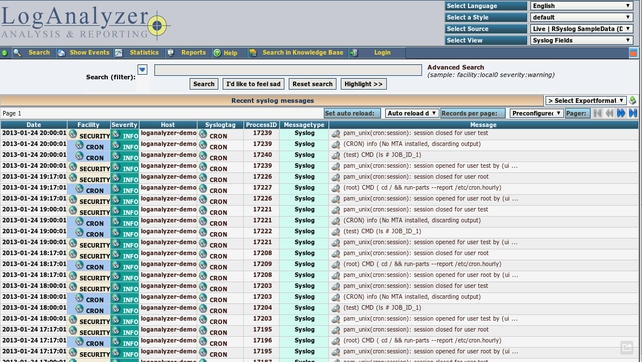 LogAnalyzer
ANALYSIS & REPORTING
Select Language English
Select a Style default
Select Source Live | RSyslog SampleData (D
Select View Syslog Fields
Search Show Events Statistics Reports Help Search in Knowledge Base Login
Search (filter):
Advanced Search
(sample: facility:local0 severity:warning)
Search I'd like to feel sad Reset search Highlight >>
Recent syslog messages > Select Exportformat
Page 1 Set auto reload: Auto reload d Records per page: Preconfigure Pager:
Date Facility Severity Host Syslogtag ProcessID Messagetype Message
2013-01-24 20:00:01 SECURITY INFO loganalyzer-demo CRON 17239 Syslog pam_unix(cron:session): session closed for user test
2013-01-24 20:00:01 CRON INFO loganalyzer-demo CRON 17239 Syslog (CRON) info (No MTA installed, discarding output)
2013-01-24 20:00:01 CRON INFO loganalyzer-demo CRON 17240 Syslog (test) CMD (ls # JOB_ID_1)
2013-01-24 20:00:01 SECURITY INFO loganalyzer-demo CRON 17239 Syslog pam_unix(cron:session): session opened for user test by (ui ...
2013-01-24 19:17:01 SECURITY INFO loganalyzer-demo CRON 17226 Syslog pam_unix(cron:session): session closed for user root
2013-01-24 19:17:01 CRON INFO loganalyzer-demo CRON 17227 Syslog (root) CMD ( cd / && run-parts --report /etc/cron.hourly)
2013-01-24 19:17:01 SECURITY INFO loganalyzer-demo CRON 17226 Syslog pam_unix(cron:session): session opened for user root by (ui ...
2013-01-24 19:00:01 SECURITY INFO loganalyzer-demo CRON 17221 Syslog pam_unix(cron:session): session closed for user test
2013-01-24 19:00:01 CRON INFO loganalyzer-demo CRON 17221 Syslog (CRON) info (No MTA installed, discarding output)
2013-01-24 19:00:01 CRON INFO loganalyzer-demo CRON 17222 Syslog (test) CMD (ls # JOB_ID_1)
2013-01-24 19:00:01 SECURITY INFO loganalyzer-demo CRON 17221 Syslog pam_unix(cron:session): session opened for user test by (ui ...
2013-01-24 18:17:01 SECURITY INFO loganalyzer-demo CRON 17208 Syslog pam_unix(cron:session): session closed for user root
2013-01-24 18:17:01 CRON INFO loganalyzer-demo CRON 17209 Syslog (root) CMD ( cd / && run-parts --report /etc/cron.hourly)
2013-01-24 18:17:01 SECURITY INFO loganalyzer-demo CRON 17208 Syslog pam_unix(cron:session): session opened for user root by (ui ...
2013-01-24 18:00:01 SECURITY INFO loganalyzer-demo CRON 17203 Syslog pam_unix(cron:session): session closed for user test
2013-01-24 18:00:01 CRON INFO loganalyzer-demo CRON 17203 Syslog (CRON) info (No MTA installed, discarding output)
2013-01-24 18:00:01 CRON INFO loganalyzer-demo CRON 17204 Syslog (test) CMD (ls # JOB_ID_1)
2013-01-24 18:00:01 SECURITY INFO loganalyzer-demo CRON 17203 Syslog pam_unix(cron:session): session opened for user test by (ui ...
2013-01-24 17:17:01 SECURITY INFO loganalyzer-demo CRON 17195 Syslog pam_unix(cron:session): session closed for user root
2013-01-24 17:17:01 CRON INFO loganalyzer-demo CRON 17196 Syslog (root) CMD ( cd / && run-parts --report /etc/cron.hourly)
2013-01-24 17:17:01 SECURITY INFO loganalyzer-demo CRON 17195 Syslog pam_unix(cron:session): session opened for user root by (ui ...